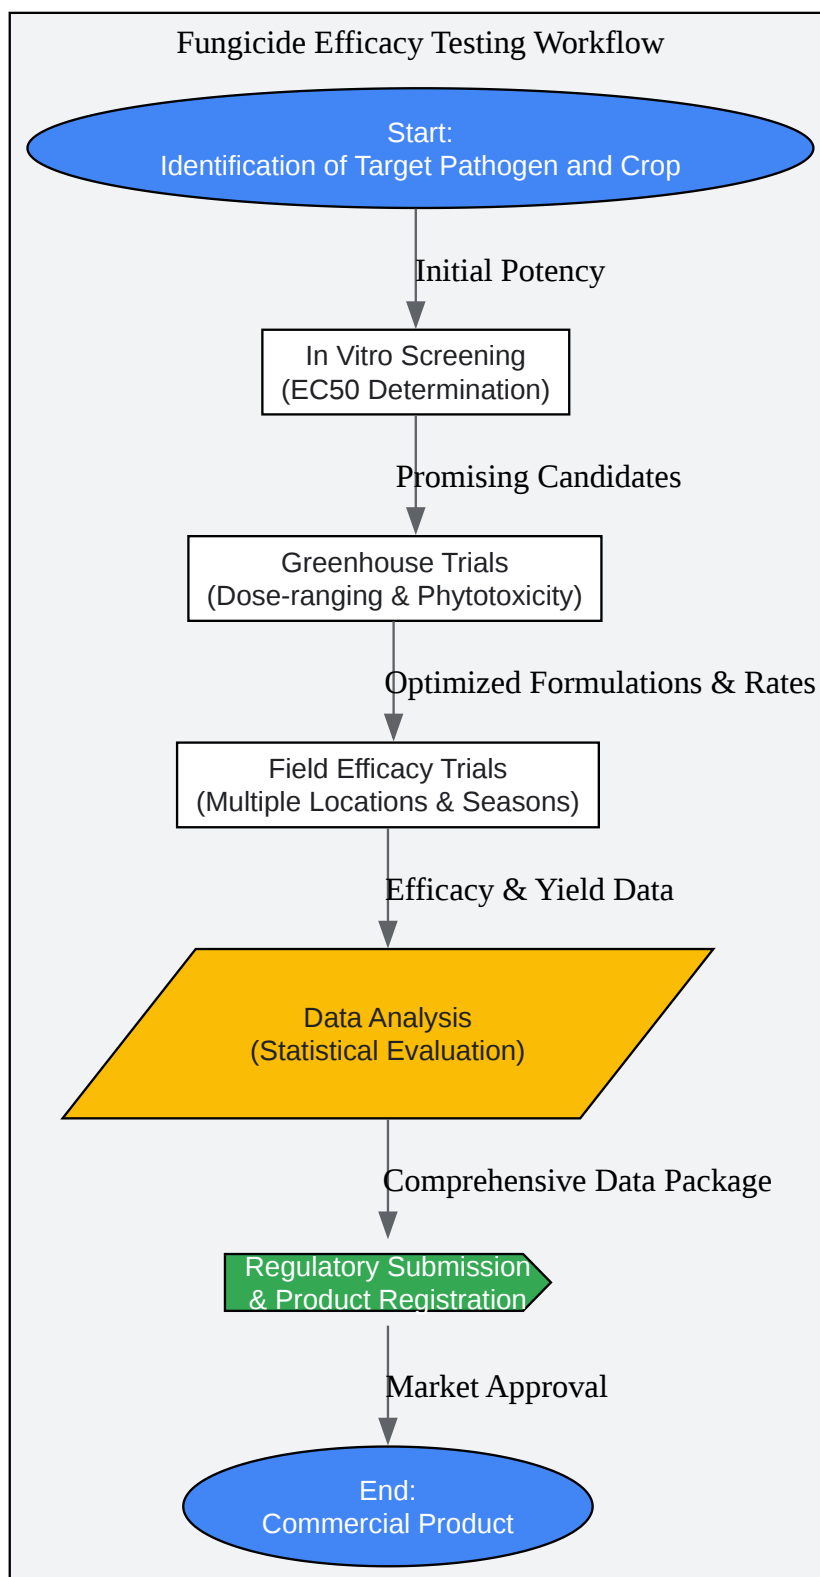 Fungicide Efficacy Testing Workflow
Start:
Identification of Target Pathogen and Crop
Initial Potency
In Vitro Screening
(EC50 Determination)
Promising Candidates
Greenhouse Trials
(Dose-ranging & Phytotoxicity)
Optimized Formulations & Rates
Field Efficacy Trials
(Multiple Locations & Seasons)
Efficacy & Yield Data
Data Analysis
(Statistical Evaluation)
Comprehensive Data Package
Regulatory Submission
& Product Registration
Market Approval
End:
Commercial Product